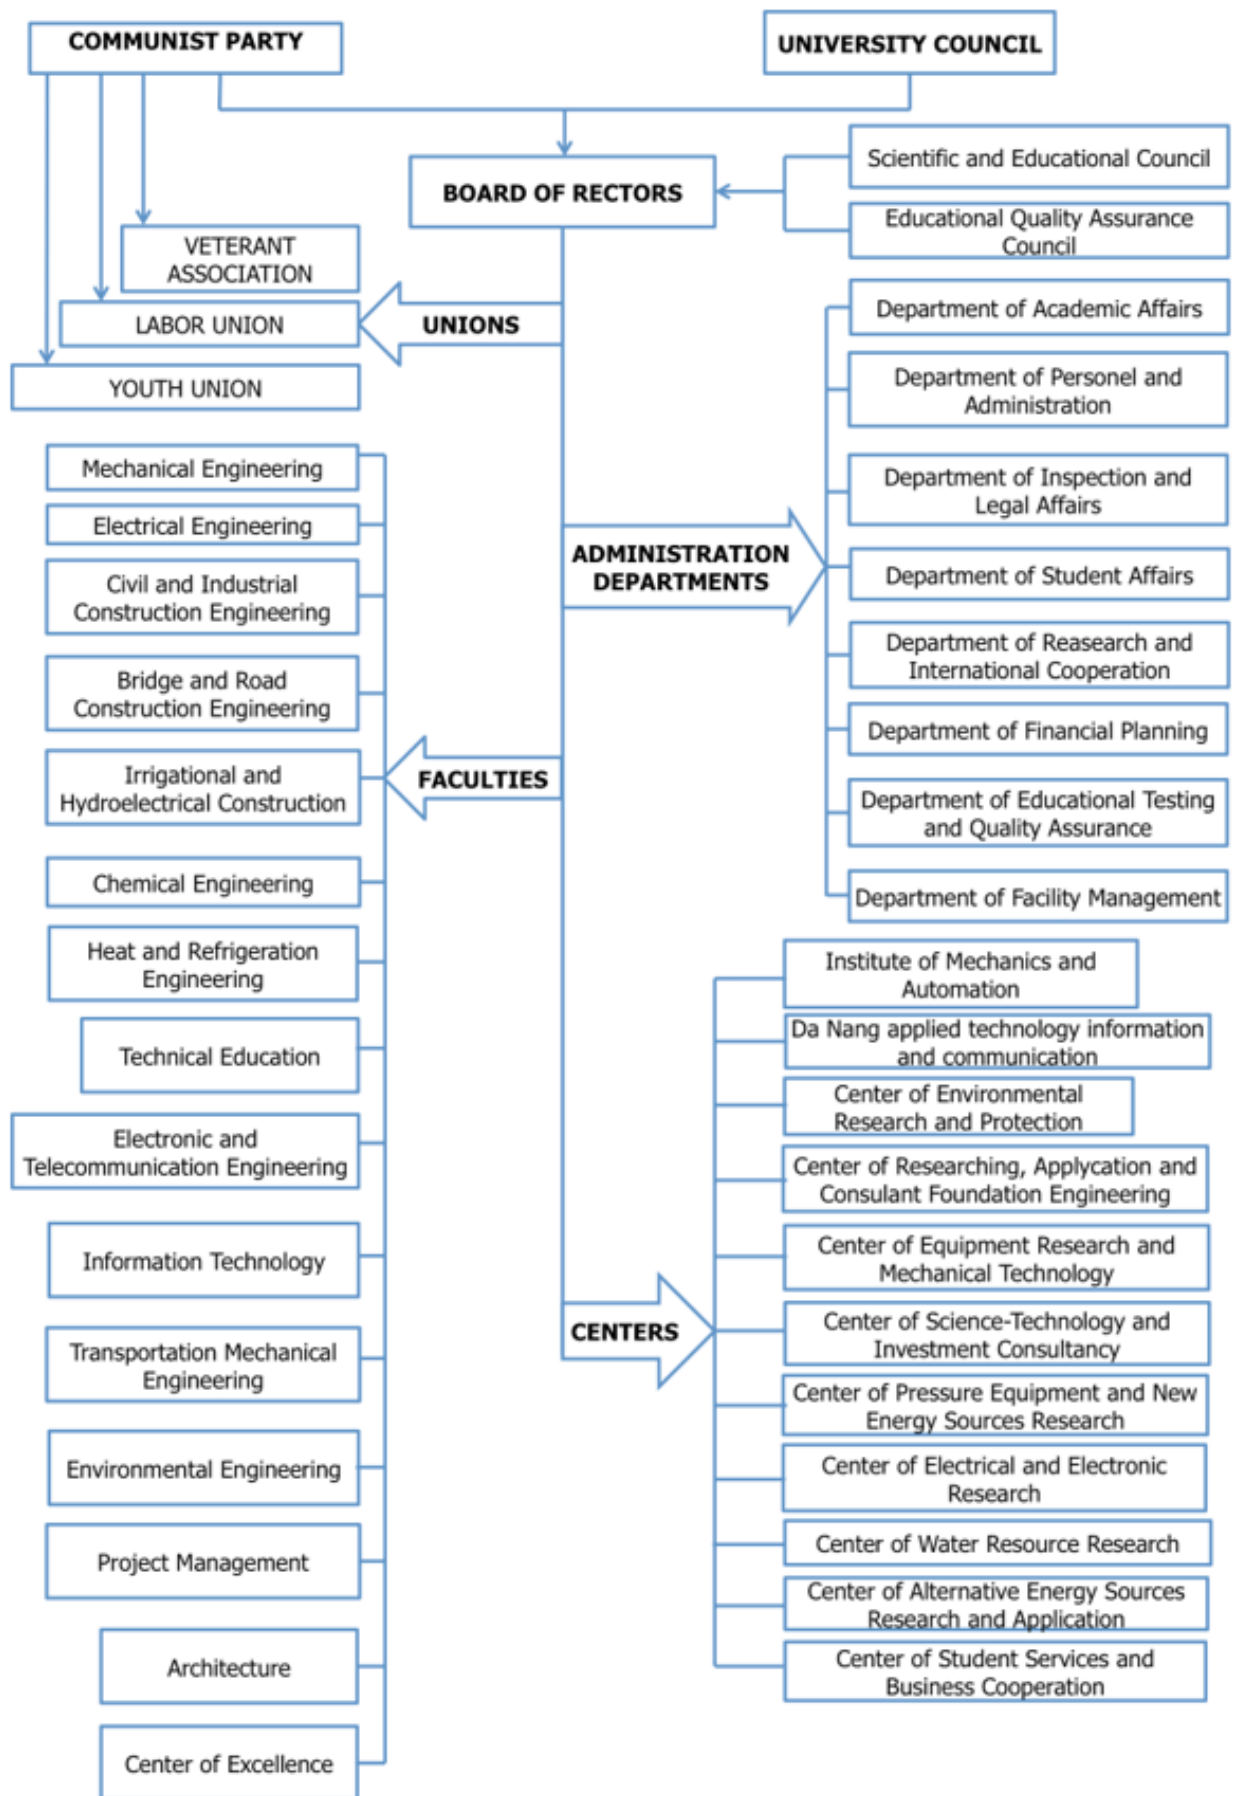 COMMUNIST PARTY
UNIVERSITY COUNCIL
BOARD OF RECTORS
Scientific and Educational Council
Educational Quality Assurance
Council
VETERANT
ASSOCIATION
LABOR UNION
YOUTH UNION
UNIONS
Department of Academic Affairs
Department of Personel and
Administration
Department of Inspection and
Legal Affairs
Department of Student Affairs
Department of Reasearch and
International Cooperation
Department of Financial Planning
Department of Educational Testing
and Quality Assurance
Department of Facility Management
ADMINISTRATION
DEPARTMENTS
Mechanical Engineering
Electrical Engineering
Civil and Industrial
Construction Engineering
Bridge and Road
Construction Engineering
Irrigational and
Hydroelectrical Construction
Chemical Engineering
Heat and Refrigeration
Engineering
Technical Education
Electronic and
Telecommunication Engineering
Information Technology
Transportation Mechanical
Engineering
Environmental Engineering
Project Management
Architecture
Center of Excellence
FACULTIES
CENTERS
Institute of Mechanics and
Automation
Da Nang applied technology information
and communication
Center of Environmental
Research and Protection
Center of Researching, Applycation and
Consulant Foundation Engineering
Center of Equipment Research and
Mechanical Technology
Center of Science-Technology and
Investment Consultancy
Center of Pressure Equipment and New
Energy Sources Research
Center of Electrical and Electronic
Research
Center of Water Resource Research
Center of Alternative Energy Sources
Research and Application
Center of Student Services and
Business Cooperation